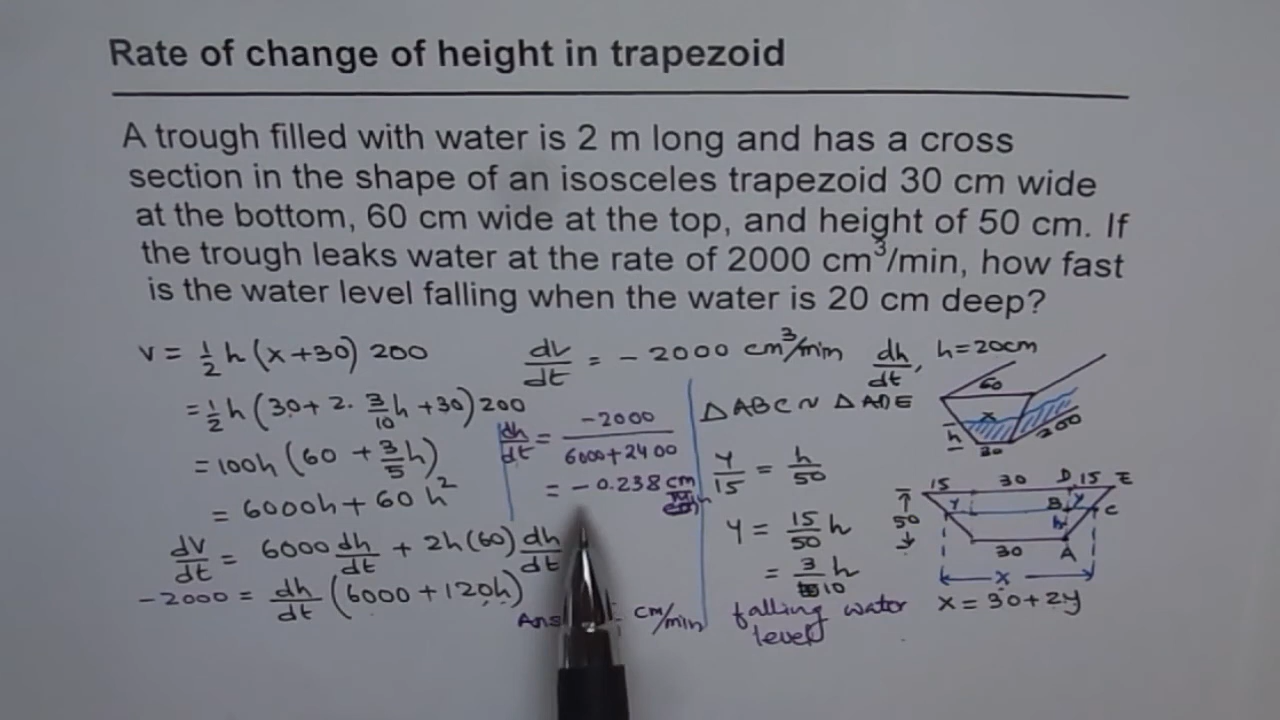 Rate of change of height in trapezoid
A trough filled with water is 2 m long and has a cross
section in the shape of an isosceles trapezoid 30 cm wide
at the bottom, 60 cm wide at the top, and height of 50 cm. If
the trough leaks water at the rate of 2000 cm³/min, how fast
is the water level falling when the water is 20 cm deep?
V = 1/2 h (x+30) 200
= 1/2 h (30 + 2. 3/10 h + 30) 200
= 100h (60 + 3/5 h)
= 6000h + 60 h²
dV/dt = 6000 dh/dt + 2h(60) dh/dt
-2000 = dh/dt (6000 + 120h)
dV/dt = -2000 cm³/min
dh/dt, h=20cm
dh/dt = -2000/(6000+2400)
= -0.238 cm/min
Ans
cm/min falling water
level
△ABC ~ △ADE
y/15 = h/50
y = 15/50 h
= 3/10 h
60
x
h
30
200
15 30 D 15 E
y B y C
50 h
30 A
x
x = 30+2y